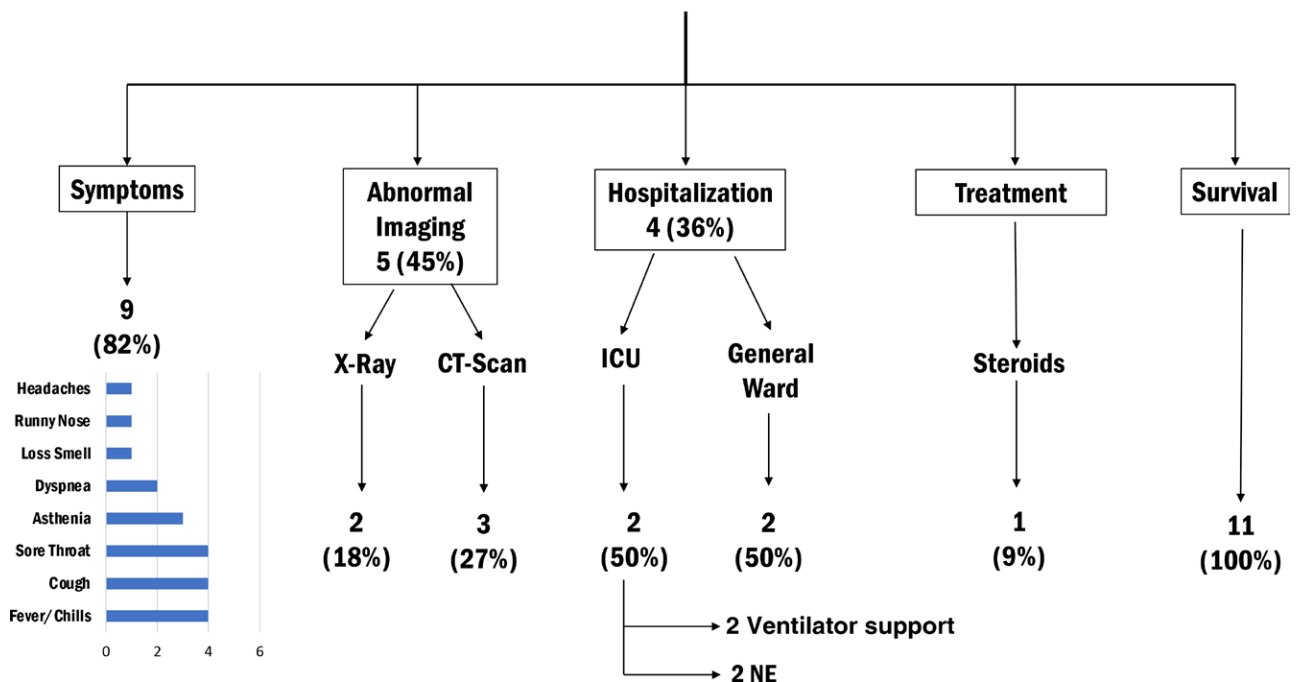 Symptoms
9
(82%)
Headaches
Runny Nose
Loss Smell
Dyspnea
Asthenia
Sore Throat
Cough
Fever/ Chills
0 2 4 6
Abnormal
Imaging
5 (45%)
X-Ray
2
(18%)
CT-Scan
3
(27%)
Hospitalization
4 (36%)
ICU
2
(50%)
2 Ventilator support
2 NE
General
Ward
2
(50%)
Treatment
Steroids
1
(9%)
Survival
11
(100%)